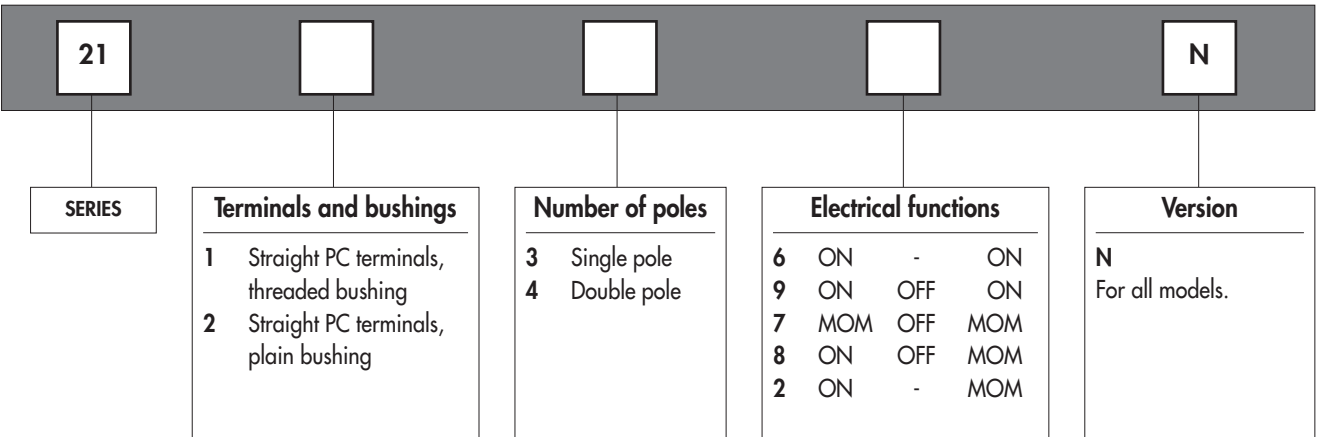 21
N
SERIES
Terminals and bushings
1 Straight PC terminals,
threaded bushing
2 Straight PC terminals,
plain bushing
Number of poles
3 Single pole
4 Double pole
Electrical functions
6 ON - ON
9 ON OFF ON
7 MOM OFF MOM
8 ON OFF MOM
2 ON - MOM
Version
N
For all models.